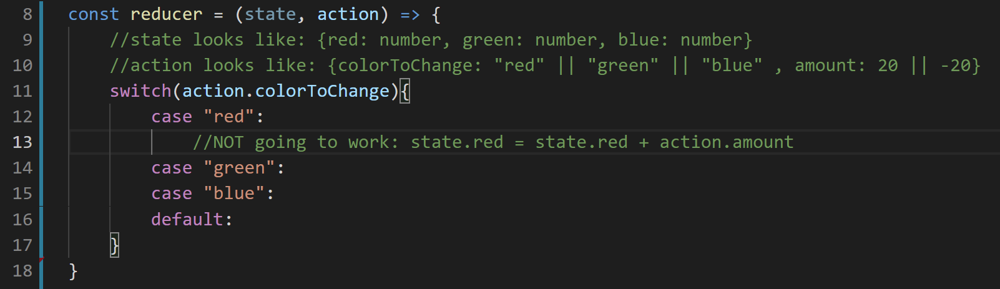 8 const reducer = (state, action) => {
9 //state looks like: {red: number, green: number, blue: number}
10 //action looks like: {colorToChange: "red" || "green" || "blue" , amount: 20 || -20}
11 switch(action.colorToChange){
12 case "red":
13 //NOT going to work: state.red = state.red + action.amount
14 case "green":
15 case "blue":
16 default:
17 }
18 }